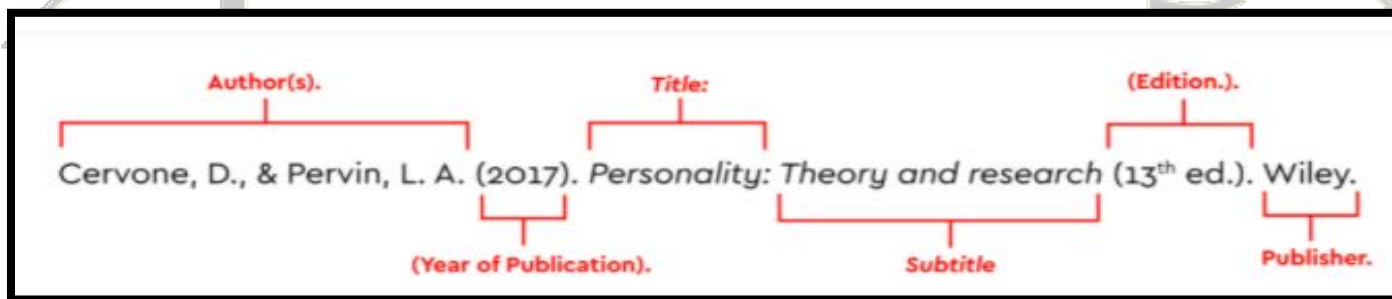 Author(s). Title: (Edition.).
Cervone, D., & Pervin, L. A. (2017). Personality: Theory and research (13th ed.). Wiley.
(Year of Publication). Subtitle Publisher.